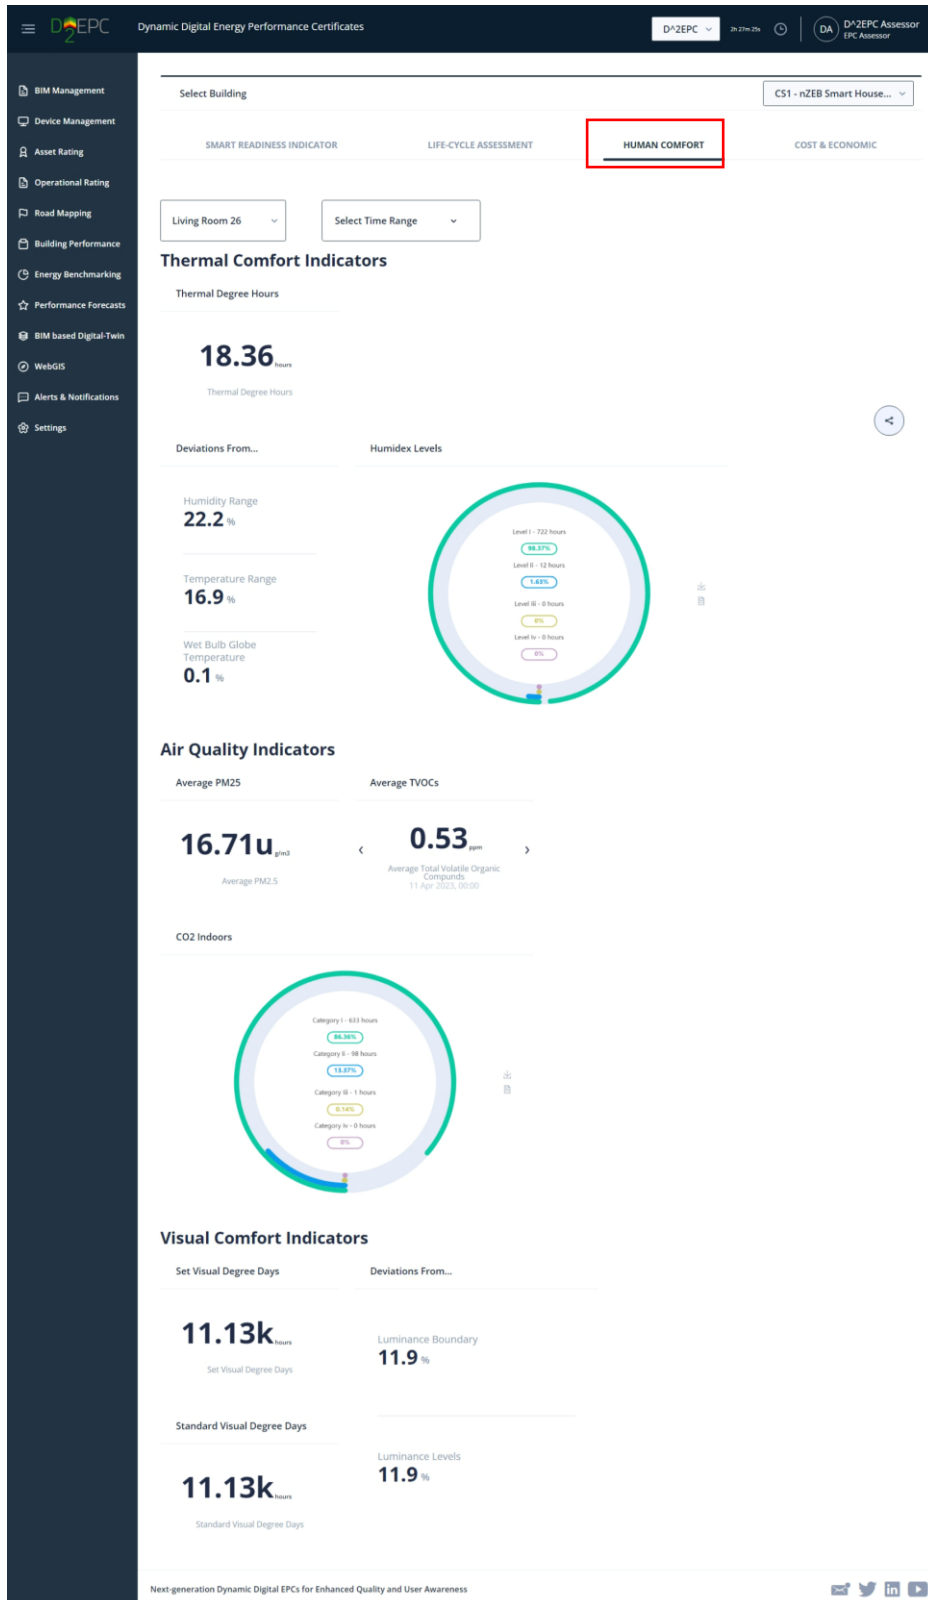 D2EPC
Dynamic Digital Energy Performance Certificates
D^2EPC
2h 27m 25s
DA
D^2EPC Assessor
EPC Assessor
BIM Management
Device Management
Asset Rating
Operational Rating
Road Mapping
Building Performance
Energy Benchmarking
Performance Forecasts
BIM based Digital-Twin
WebGIS
Alerts & Notifications
Settings
Select Building
CS1 - nZEB Smart House...
SMART READINESS INDICATOR
LIFE-CYCLE ASSESSMENT
HUMAN COMFORT
COST & ECONOMIC
Living Room 26
Select Time Range
Thermal Comfort Indicators
Thermal Degree Hours
18.36 hours
Thermal Degree Hours
Deviations From...
Humidity Range
22.2 %
Temperature Range
16.9 %
Wet Bulb Globe
Temperature
0.1 %
Humidex Levels
Level I - 722 hours
98.37%
Level Ii - 12 hours
1.63%
Level Iii - 0 hours
0%
Level Iv - 0 hours
0%
Air Quality Indicators
Average PM25
16.71u g/m3
Average PM2.5
Average TVOCs
0.53 ppm
Average Total Volatile Organic
Compunds
11 Apr 2023, 00:00
CO2 Indoors
Category I - 633 hours
86.36%
Category Ii - 98 hours
13.37%
Category Iii - 1 hours
0.14%
Category Iv - 0 hours
0%
Visual Comfort Indicators
Set Visual Degree Days
11.13k hours
Set Visual Degree Days
Deviations From...
Luminance Boundary
11.9 %
Standard Visual Degree Days
11.13k hours
Standard Visual Degree Days
Luminance Levels
11.9 %
Next-generation Dynamic Digital EPCs for Enhanced Quality and User Awareness
in